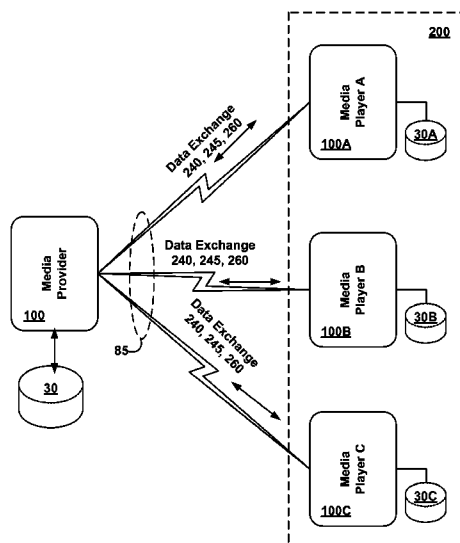 200
Media
Player A
100A
30A
Data Exchange
240, 245, 260
Media
Provider
100
30
Data Exchange
240, 245, 260
Media
Player B
100B
30B
85
Data Exchange
240, 245, 260
Media
Player C
100C
30C